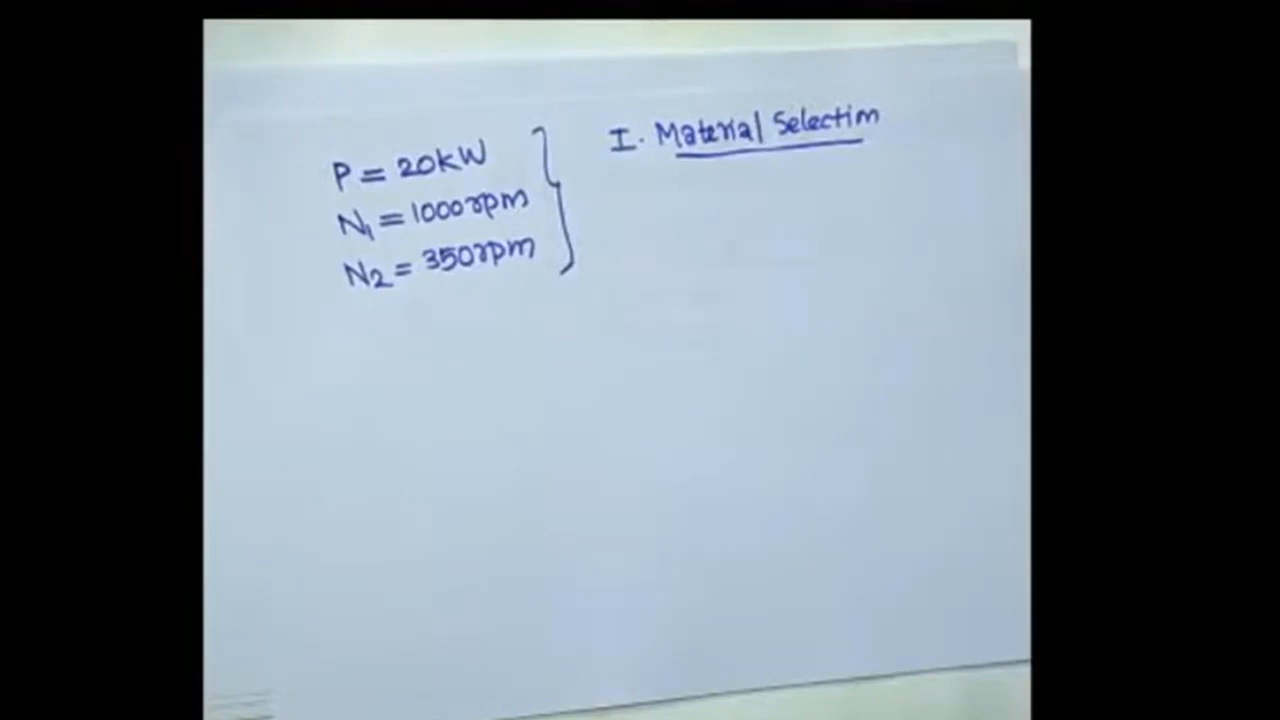 P = 20kW
N1 = 1000rpm
N2 = 350rpm
I. Material Selection